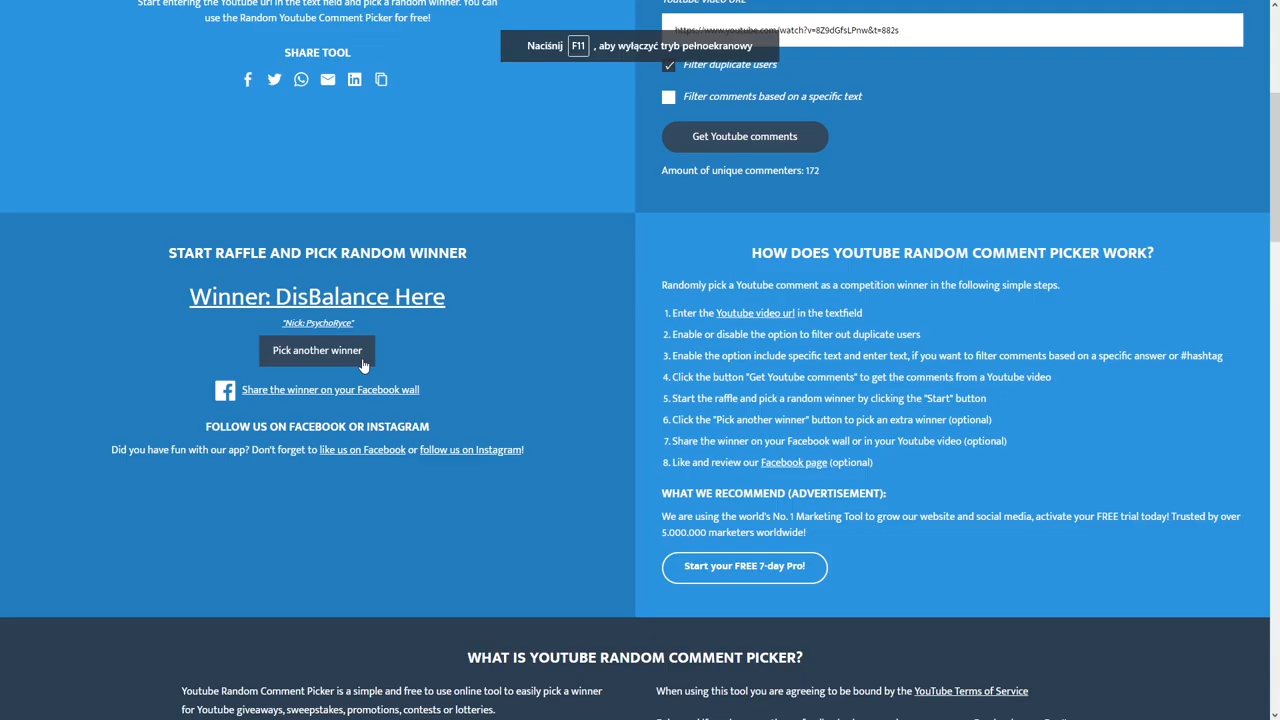 Start entering the Youtube url in the text field and pick a random winner. You can
use the Random Youtube Comment Picker for free!
SHARE TOOL
https://www.youtube.com/watch?v=8Z9dGfsLPnw&t=882s
Naciśnij F11 , aby wyłączyć tryb pełnoekranowy
Filter duplicate users
Filter comments based on a specific text
Get Youtube comments
Amount of unique commenters: 172
START RAFFLE AND PICK RANDOM WINNER
Winner: DisBalance Here
"Nick: PsychoRyce"
Pick another winner
Share the winner on your Facebook wall
FOLLOW US ON FACEBOOK OR INSTAGRAM
Did you have fun with our app? Don't forget to like us on Facebook or follow us on Instagram!
HOW DOES YOUTUBE RANDOM COMMENT PICKER WORK?
Randomly pick a Youtube comment as a competition winner in the following simple steps.
1. Enter the Youtube video url in the textfield
2. Enable or disable the option to filter out duplicate users
3. Enable the option include specific text and enter text, if you want to filter comments based on a specific answer or #hashtag
4. Click the button "Get Youtube comments" to get the comments from a Youtube video
5. Start the raffle and pick a random winner by clicking the "Start" button
6. Click the "Pick another winner" button to pick an extra winner (optional)
7. Share the winner on your Facebook wall or in your Youtube video (optional)
8. Like and review our Facebook page (optional)
WHAT WE RECOMMEND (ADVERTISEMENT):
We are using the world's No. 1 Marketing Tool to grow our website and social media, activate your FREE trial today! Trusted by over
5.000.000 marketers worldwide!
Start your FREE 7-day Pro!
WHAT IS YOUTUBE RANDOM COMMENT PICKER?
Youtube Random Comment Picker is a simple and free to use online tool to easily pick a winner
for Youtube giveaways, sweepstakes, promotions, contests or lotteries.
When using this tool you are agreeing to be bound by the YouTube Terms of Service